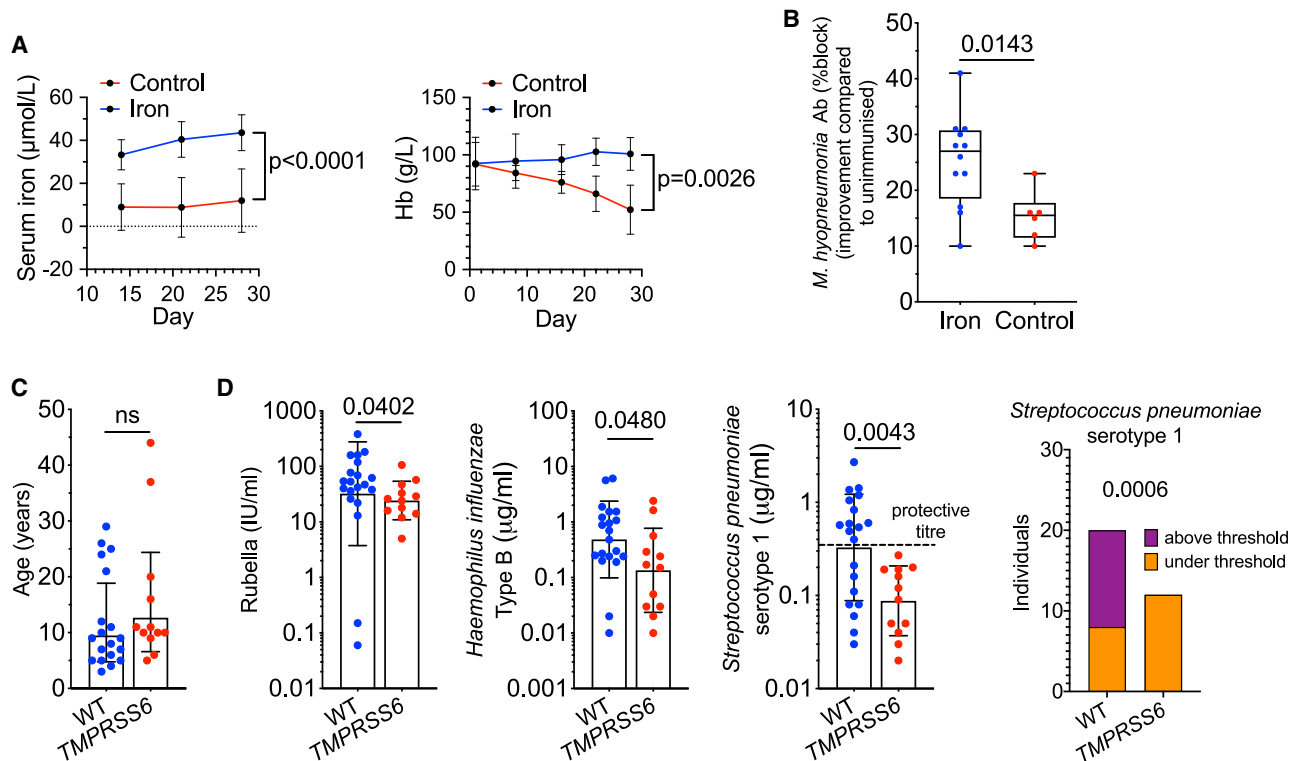 A
Control
Iron
Serum iron (μmol/L)
60
40
20
0
-20
10
15
20
25
30
Day
p<0.0001
Control
Iron
Hb (g/L)
150
100
50
0
0
10
20
30
Day
p=0.0026
B
M. hyopneumonia Ab (%block)
(improvement compared
to unimmunised)
50
40
30
20
10
0
0.0143
Iron
Control
C
Age (years)
50
40
30
20
10
0
ns
WT
TMPRSS6
D
Rubella (IU/ml)
1000
100
10
1
0.1
0.01
0.0402
WT
TMPRSS6
Haemophilus influenzae
Type B (μg/ml)
10
1
0.1
0.01
0.001
0.0480
WT
TMPRSS6
Streptococcus pneumoniae
serotype 1 (μg/ml)
10
1
0.1
0.01
0.0043
protective
titre
WT
TMPRSS6
Streptococcus pneumoniae
serotype 1
Individuals
30
20
10
0
0.0006
above threshold
under threshold
WT
TMPRSS6